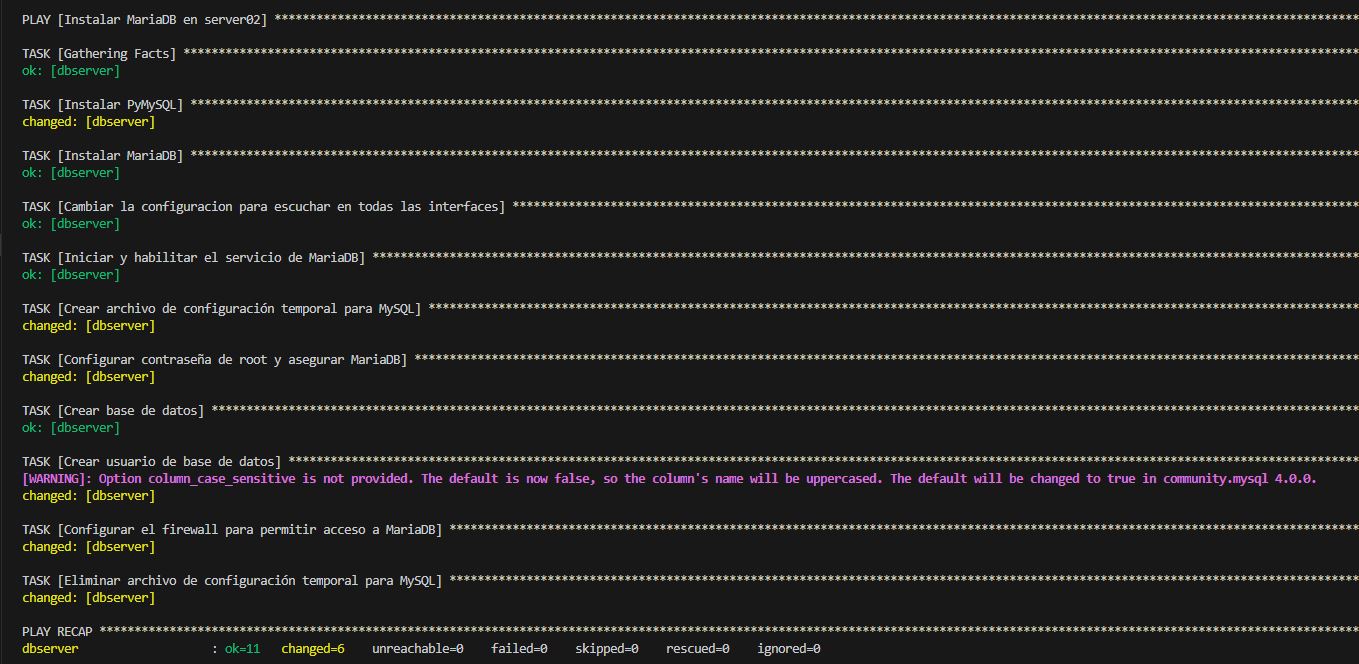 PLAY [Instalar MariaDB en server02] ****************************************************************************************************************************************************************
TASK [Gathering Facts] ****************************************************************************************************************************************************************
ok: [dbserver]
TASK [Instalar PyMySQL] ****************************************************************************************************************************************************************
changed: [dbserver]
TASK [Instalar MariaDB] ****************************************************************************************************************************************************************
ok: [dbserver]
TASK [Cambiar la configuracion para escuchar en todas las interfaces] *************************************************************************************************************************
ok: [dbserver]
TASK [Iniciar y habilitar el servicio de MariaDB] *********************************************************************************************************************************************
ok: [dbserver]
TASK [Crear archivo de configuración temporal para MySQL] *************************************************************************************************************************************
changed: [dbserver]
TASK [Configurar contraseña de root y asegurar MariaDB] ***************************************************************************************************************************************
changed: [dbserver]
TASK [Crear base de datos] ****************************************************************************************************************************************************************
ok: [dbserver]
TASK [Crear usuario de base de datos] *********************************************************************************************************************************************************
[WARNING]: Option column_case_sensitive is not provided. The default is now false, so the column's name will be uppercased. The default will be changed to true in community.mysql 4.0.0.
changed: [dbserver]
TASK [Configurar el firewall para permitir acceso a MariaDB] **********************************************************************************************************************************
changed: [dbserver]
TASK [Eliminar archivo de configuración temporal para MySQL] **********************************************************************************************************************************
changed: [dbserver]
PLAY RECAP ************************************************************************************************************************************************************************************
dbserver : ok=11 changed=6 unreachable=0 failed=0 skipped=0 rescued=0 ignored=0